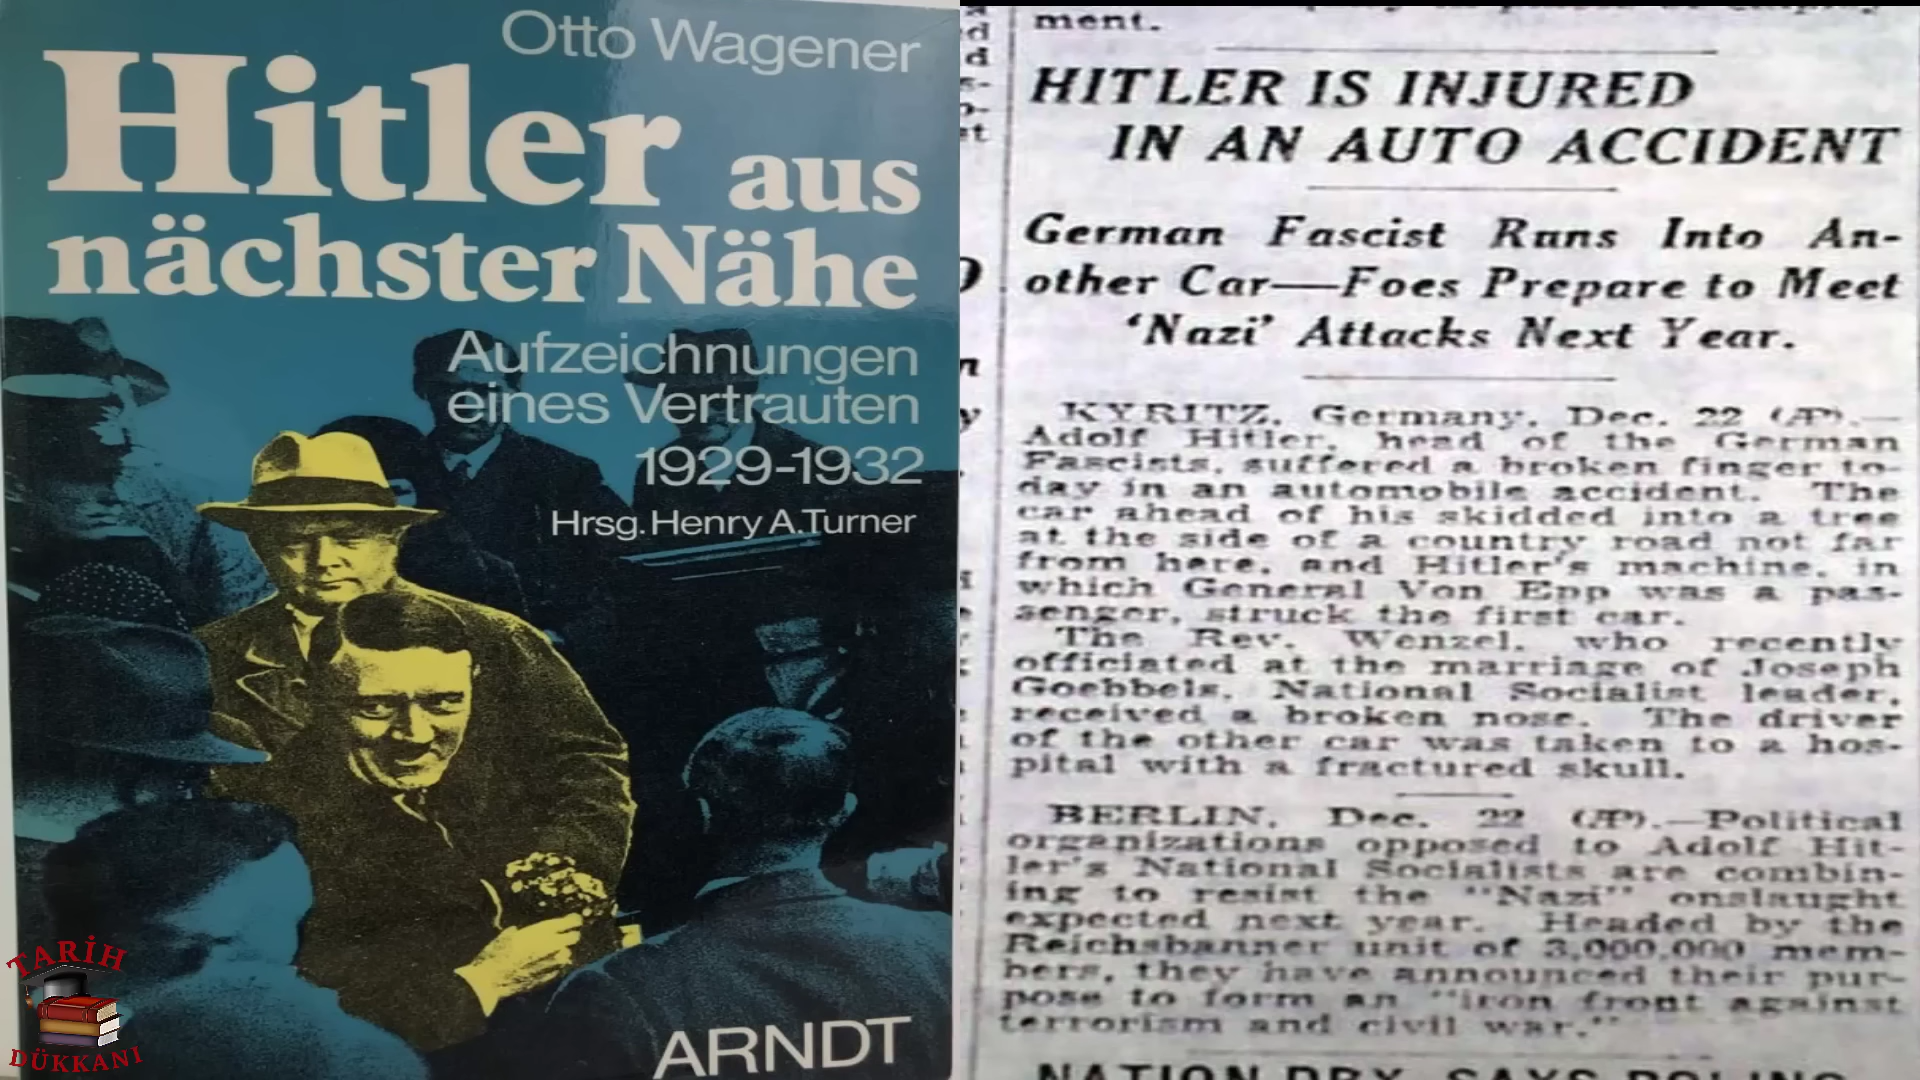 Otto Wagener
Hitler aus
nächster Nähe
Aufzeichnungen
eines Vertrauten
1929-1932
Hrsg. Henry A. Turner
ARNDT
TARİH
DÜKKANI
ment.
HITLER IS INJURED
IN AN AUTO ACCIDENT
German Fascist Runs Into An-
other Car—Foes Prepare to Meet
'Nazi' Attacks Next Year.
KYRITZ, Germany, Dec. 22 (AP).—
Adolf Hitler, head of the German
Fascists, suffered a broken finger to-
day in an automobile accident. The
car ahead of his skidded into a tree
at the side of a country road not far
from here, and Hitler's machine, in
which General Von Epp was a pas-
senger, struck the first car.
The Rev. Wenzel, who recently
officiated at the marriage of Joseph
Goebbels, National Socialist leader,
received a broken nose. The driver
of the other car was taken to a hos-
pital with a fractured skull.
BERLIN, Dec. 22 (AP).—Political
organizations opposed to Adolf Hit-
ler's National Socialists are combin-
ing to resist the "Nazi" onslaught
expected next year. Headed by the
Reichsbanner unit of 3,000,000 mem-
bers, they have announced their pur-
pose to form an "iron front against
terrorism and civil war."